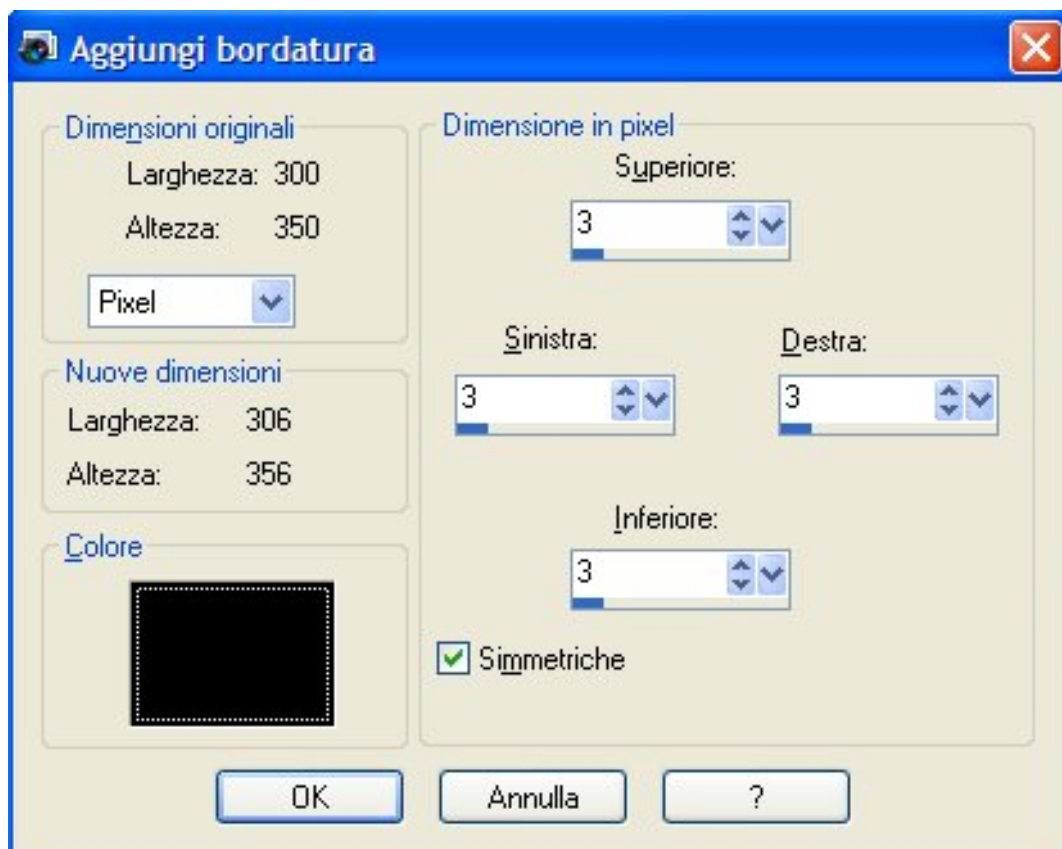 Aggiungi bordatura
Dimensioni originali
Larghezza: 300
Altezza: 350
Pixel
Nuove dimensioni
Larghezza: 306
Altezza: 356
Colore
Dimensione in pixel
Superiore:
3
Sinistra:
3
Destra:
3
Inferiore:
3
Simmetriche
OK
Annulla
?